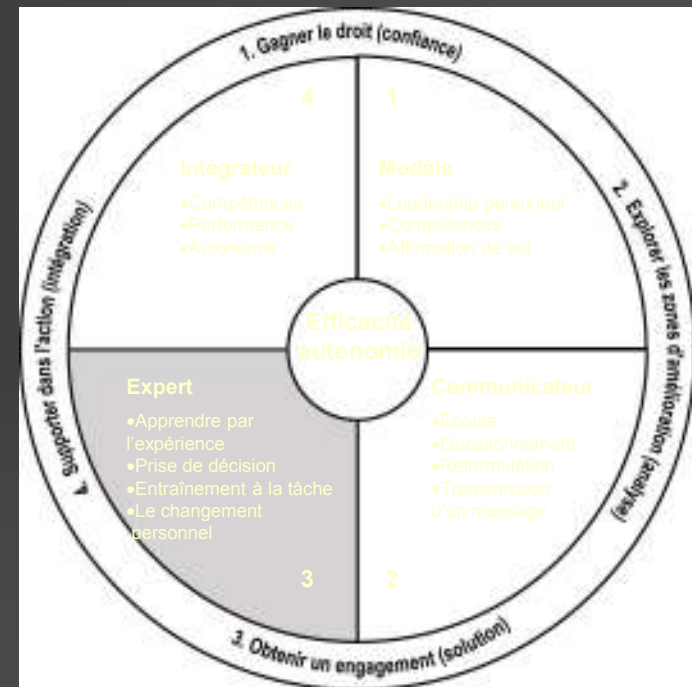 1. Gagner le droit (confiance)
4
1
Intégrateur
•Compétences
•Performance
•Autonomie
Modèle
•Leadership personnel
•Compétences
•Affirmation de soi
2. Explorer les zones d'amélioration (analyse)
4. Supporter dans l'action (intégration)
Efficacité
autonomie
Expert
•Apprendre par
l'expérience
•Prise de décision
•Entraînement à la tâche
•Le changement
personnel
3
Communicateur
•Écoute
•Questionnement
•Reformulation
•Transmission
d'un message
2
3. Obtenir un engagement (solution)